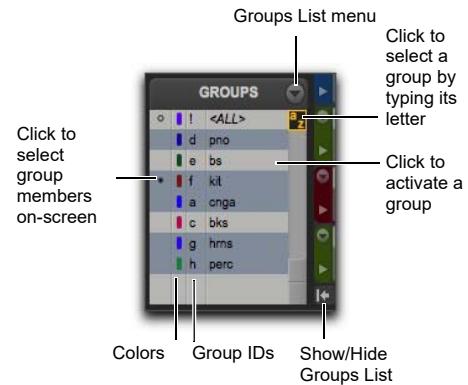 Groups List menu
Click to
select a
group by
typing its
letter
GROUPS
a
z
! <ALL>
d pno
e bs
f kit
a cnga
c bks
g hrns
h perc
Click to
select
group
members
on-screen
Click to
activate a
group
Colors
Group IDs
Show/Hide
Groups List